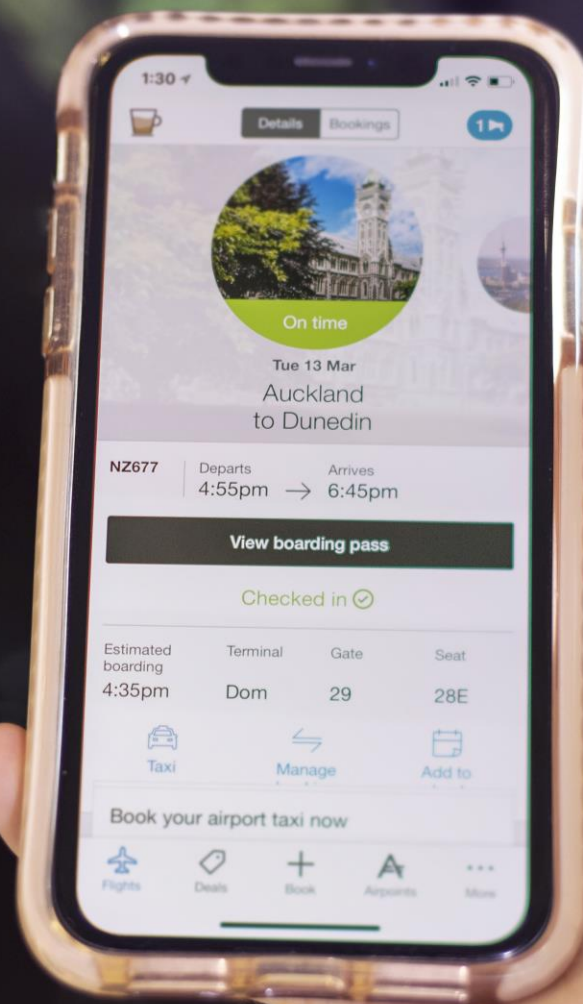 1:30
Details Bookings
1
On time
Tue 13 Mar
Auckland
to Dunedin
NZ677
Departs Arrives
4:55pm → 6:45pm
View boarding pass
Checked in
Estimated boarding Terminal Gate Seat
4:35pm Dom 29 28E
Taxi Manage Add to
Book your airport taxi now
Flights Deals Book Airpoints More